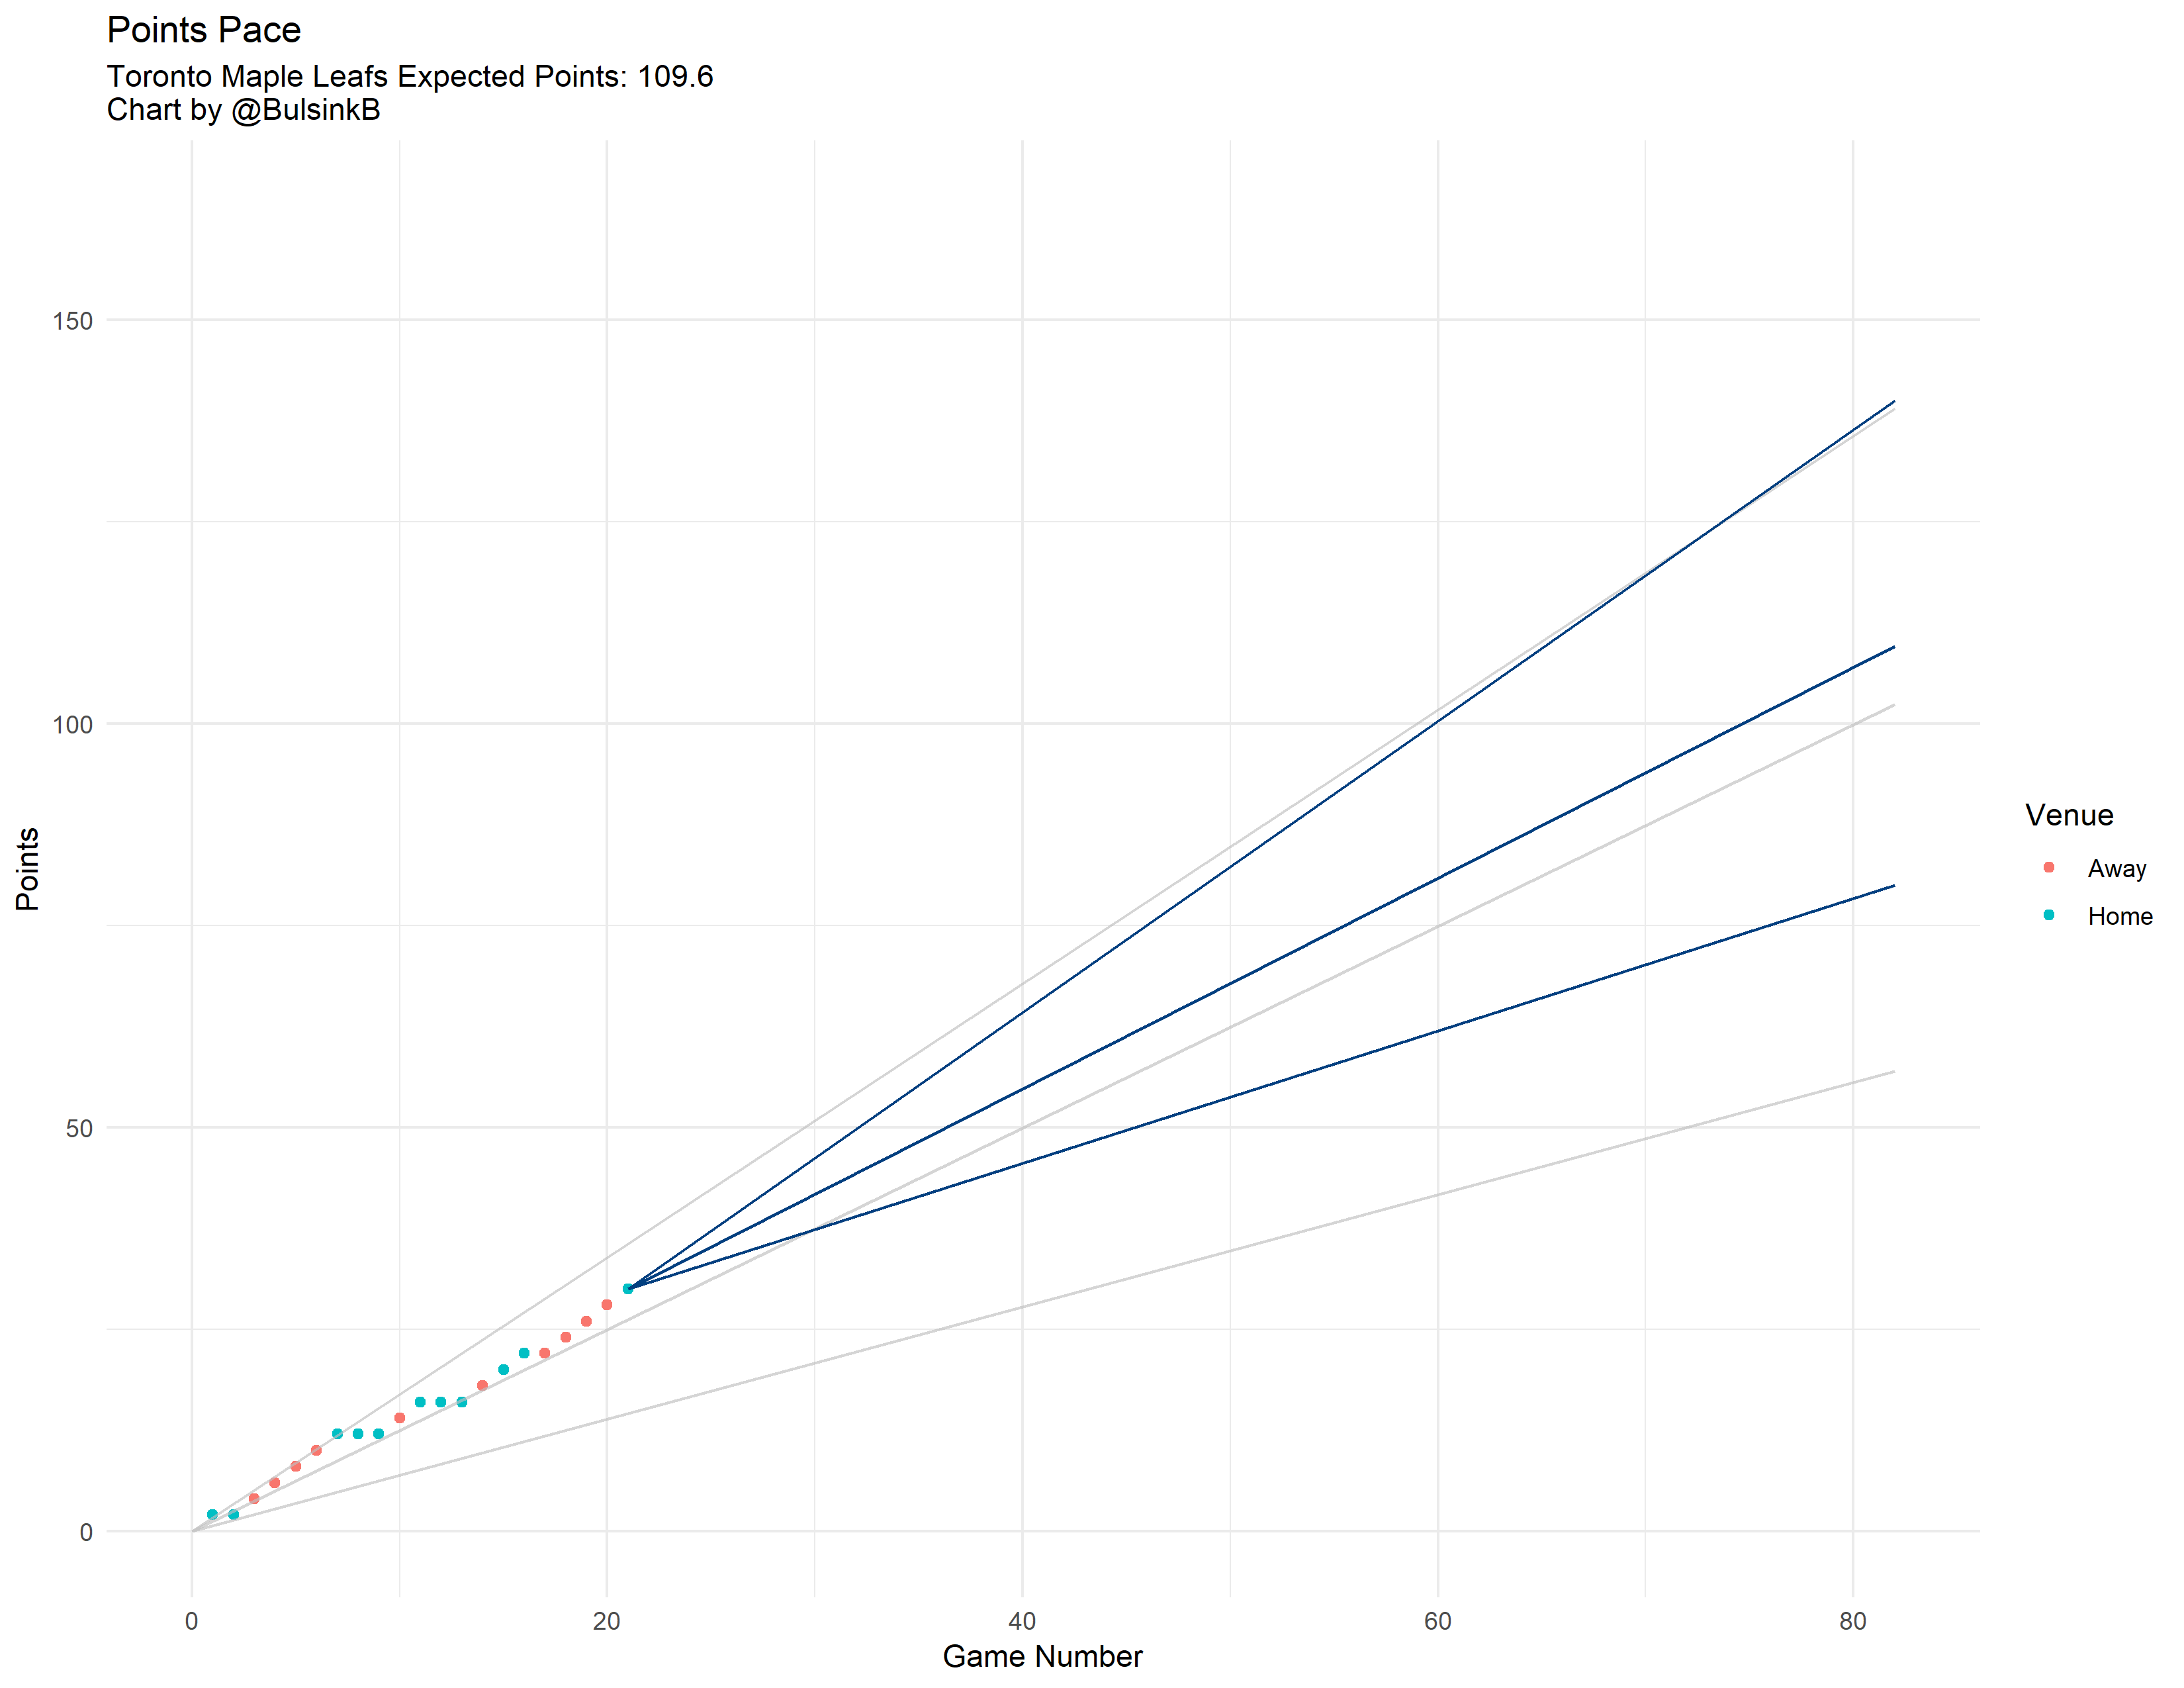 Points Pace
Toronto Maple Leafs Expected Points: 109.6
Chart by @BulsinkB
150
100
50
0
Points
0 20 40 60 80
Game Number
Venue
Away
Home